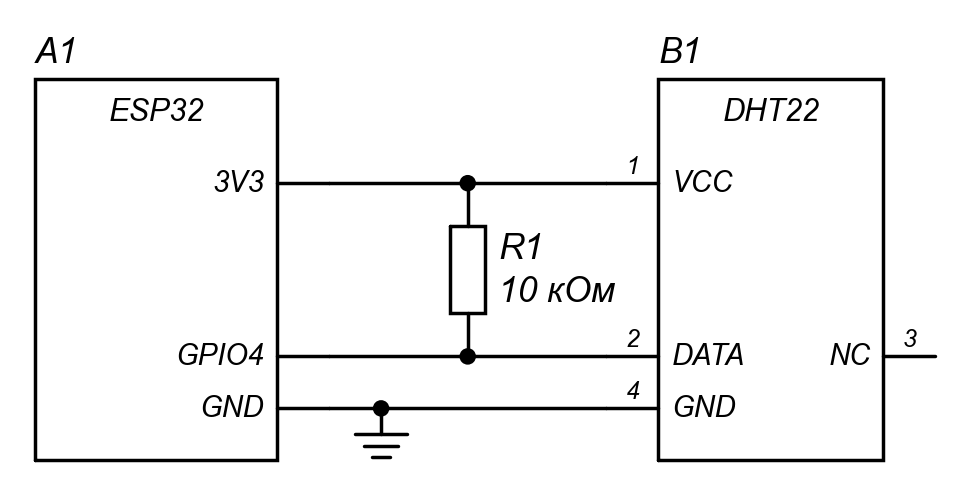 A1
B1
ESP32
DHT22
3V3
1
VCC
R1
10 кОм
GPIO4
2
DATA
NC
3
GND
4
GND